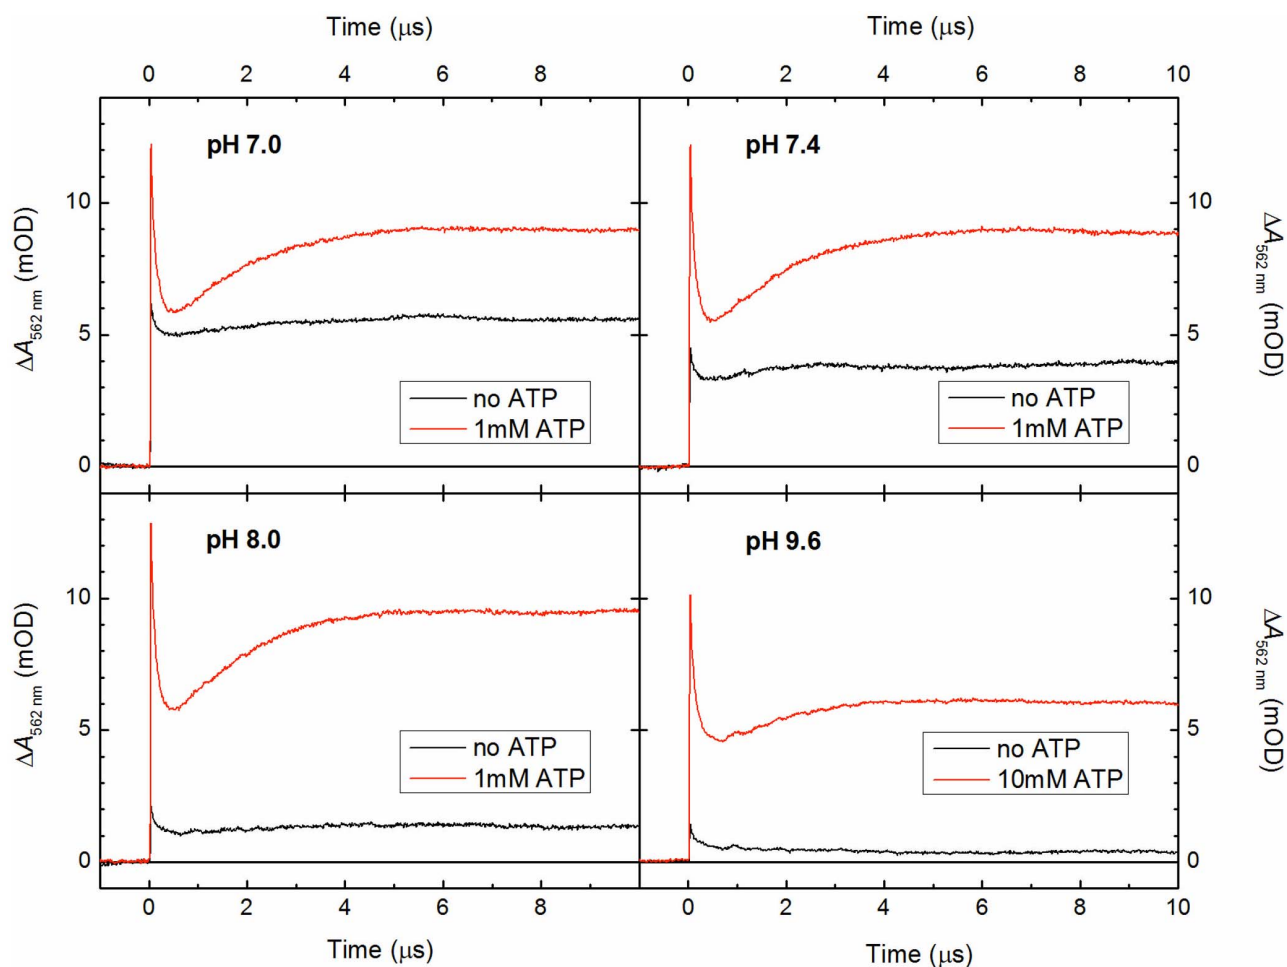 Time (μs) Time (μs)
0 2 4 6 8 0 2 4 6 8 10
pH 7.0 pH 7.4
10 10
5 5
0 0
ΔA562 nm (mOD) ΔA562 nm (mOD)
no ATP no ATP
1mM ATP 1mM ATP
pH 8.0 pH 9.6
10 10
5 5
0 0
ΔA562 nm (mOD) ΔA562 nm (mOD)
no ATP no ATP
1mM ATP 10mM ATP
0 2 4 6 8 0 2 4 6 8 10
Time (μs) Time (μs)